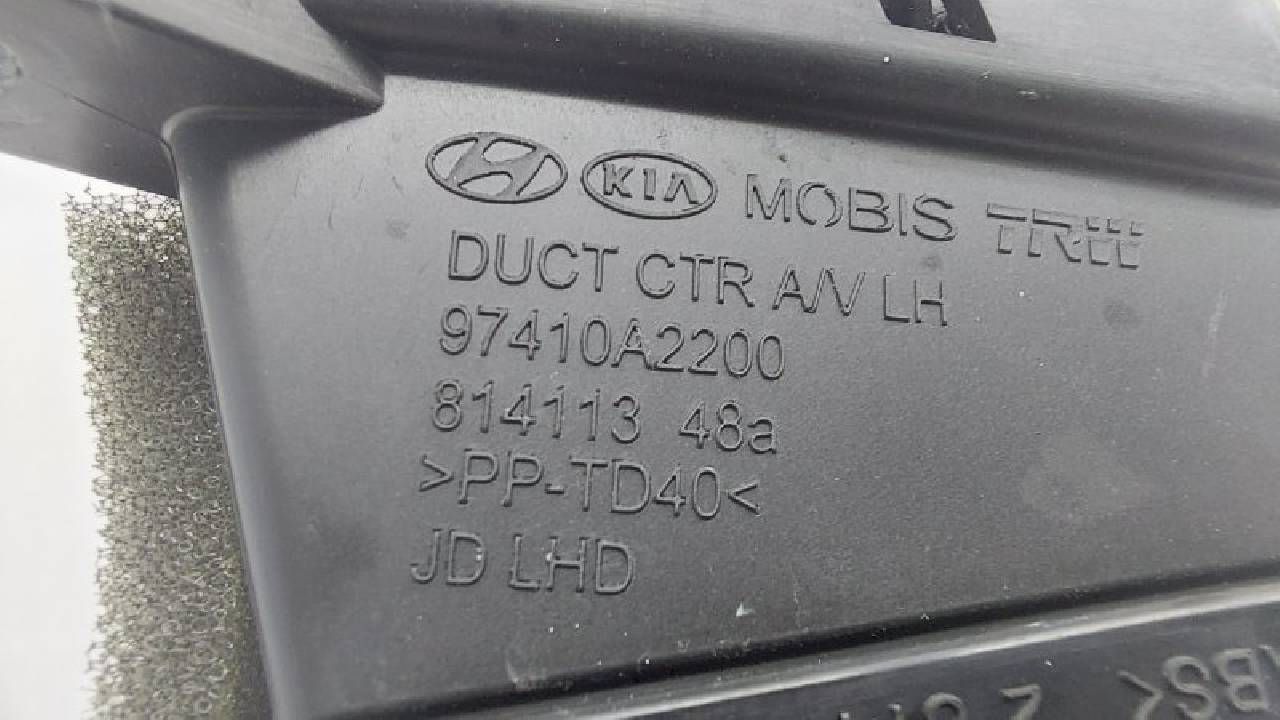 KIA MOBIS TRW
DUCT CTR A/V LH
97410A2200
814113 48a
>PP-TD40<
JD LHD